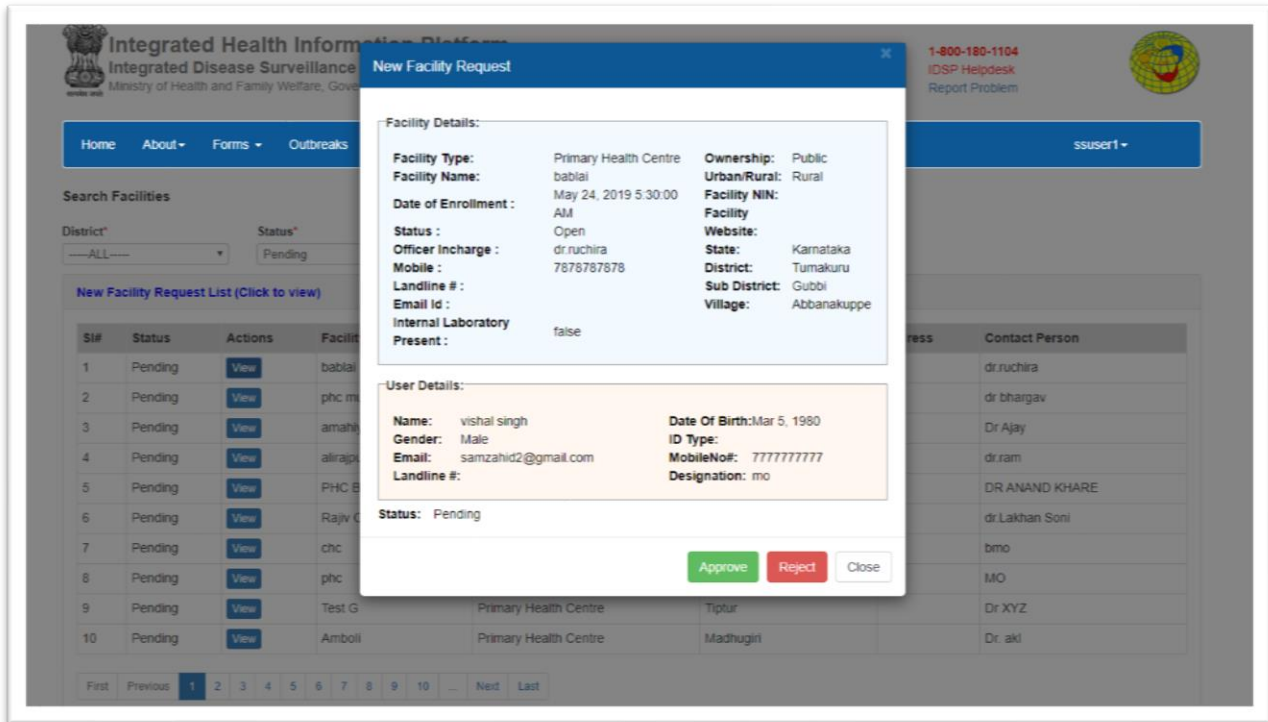 Integrated Health Inform
Integrated Disease Surveillance
Ministry of Health and Family Welfare, Gove
1-800-180-1104
IDSP Helpdesk
Report Problem
Home About Forms Outbreaks ssuser1
Search Facilities
District* Status*
-----ALL----- Pending
New Facility Request List (Click to view)
New Facility Request ×
Facility Details:
Facility Type: Primary Health Centre Ownership: Public
Facility Name: bablai Urban/Rural: Rural
Date of Enrollment : May 24, 2019 5:30:00 AM Facility NIN:
Facility Website:
Status : Open
Officer Incharge : dr.ruchira State: Karnataka
Mobile : 7878787878 District: Tumakuru
Landline # : Sub District: Gubbi
Email Id : Village: Abbanakuppe
Internal Laboratory Present : false
User Details:
Name: vishal singh Date Of Birth:Mar 5, 1980
Gender: Male ID Type:
Email: samzahid2@gmail.com MobileNo#: 7777777777
Landline #: Designation: mo
Status: Pending
Approve Reject Close
Sl# Status Actions Facilit ress Contact Person
1 Pending View bablai dr.ruchira
2 Pending View phc m dr bhargav
3 Pending View amahi Dr Ajay
4 Pending View alirajp dr.ram
5 Pending View PHC B DR ANAND KHARE
6 Pending View Rajiv dr.Lakhan Soni
7 Pending View chc bmo
8 Pending View phc MO
9 Pending View Test G Primary Health Centre Tiptur Dr XYZ
10 Pending View Amboli Primary Health Centre Madhugiri Dr. akl
First Previous 1 2 3 4 5 6 7 8 9 10 ... Next Last